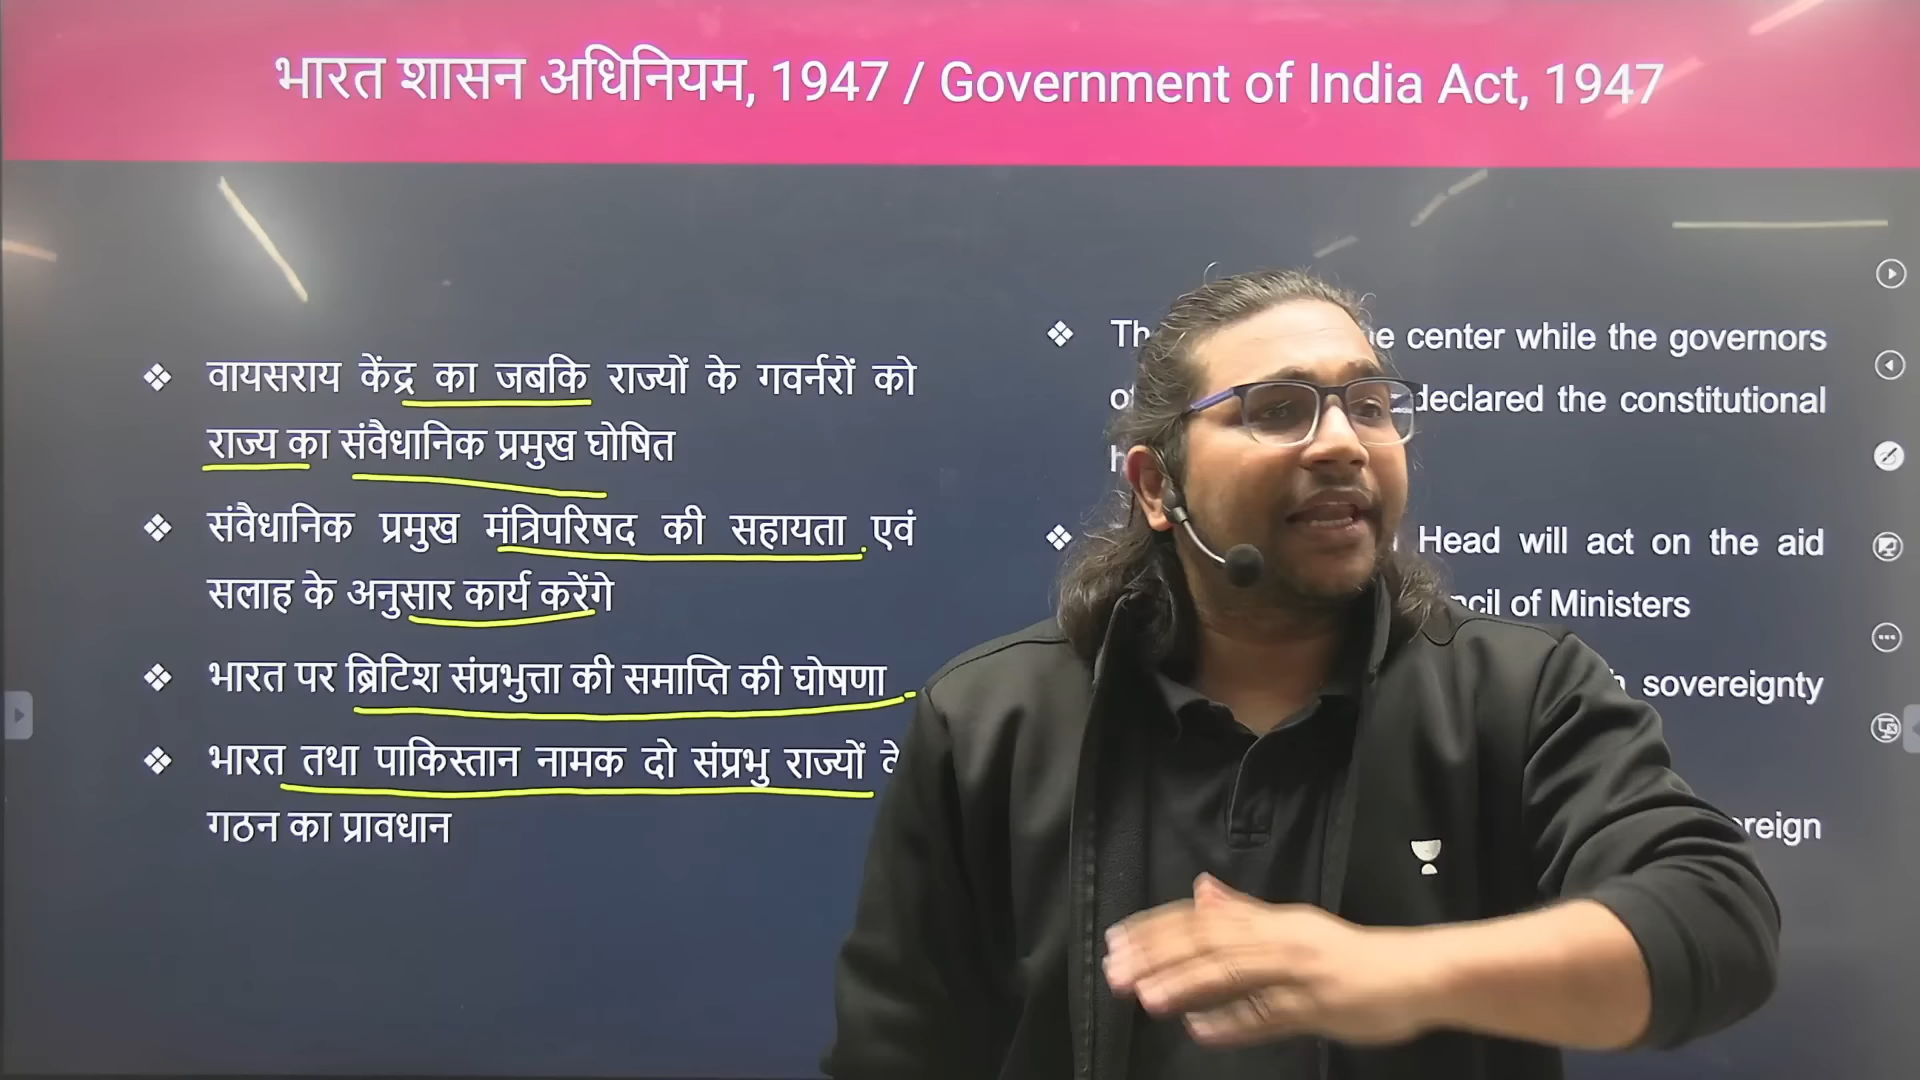 भारत शासन अधिनियम, 1947 / Government of India Act, 1947
❖ वायसराय केंद्र का जबकि राज्यों के गवर्नरों को
राज्य का संवैधानिक प्रमुख घोषित
❖ संवैधानिक प्रमुख मंत्रिपरिषद की सहायता एवं
सलाह के अनुसार कार्य करेंगे
❖ भारत पर ब्रिटिश संप्रभुत्ता की समाप्ति की घोषणा
❖ भारत तथा पाकिस्तान नामक दो संप्रभु राज्यों
गठन का प्रावधान
❖ center while the governors
declared the constitutional
❖ Head will act on the aid
of Ministers
sovereignty